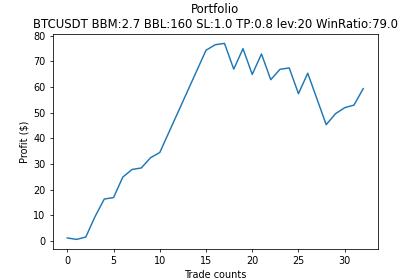 Portfolio
BTCUSDT BBM:2.7 BBL:160 SL:1.0 TP:0.8 lev:20 WinRatio:79.0
80
70
60
50
40
30
20
10
0
Profit ($)
0 5 10 15 20 25 30
Trade counts